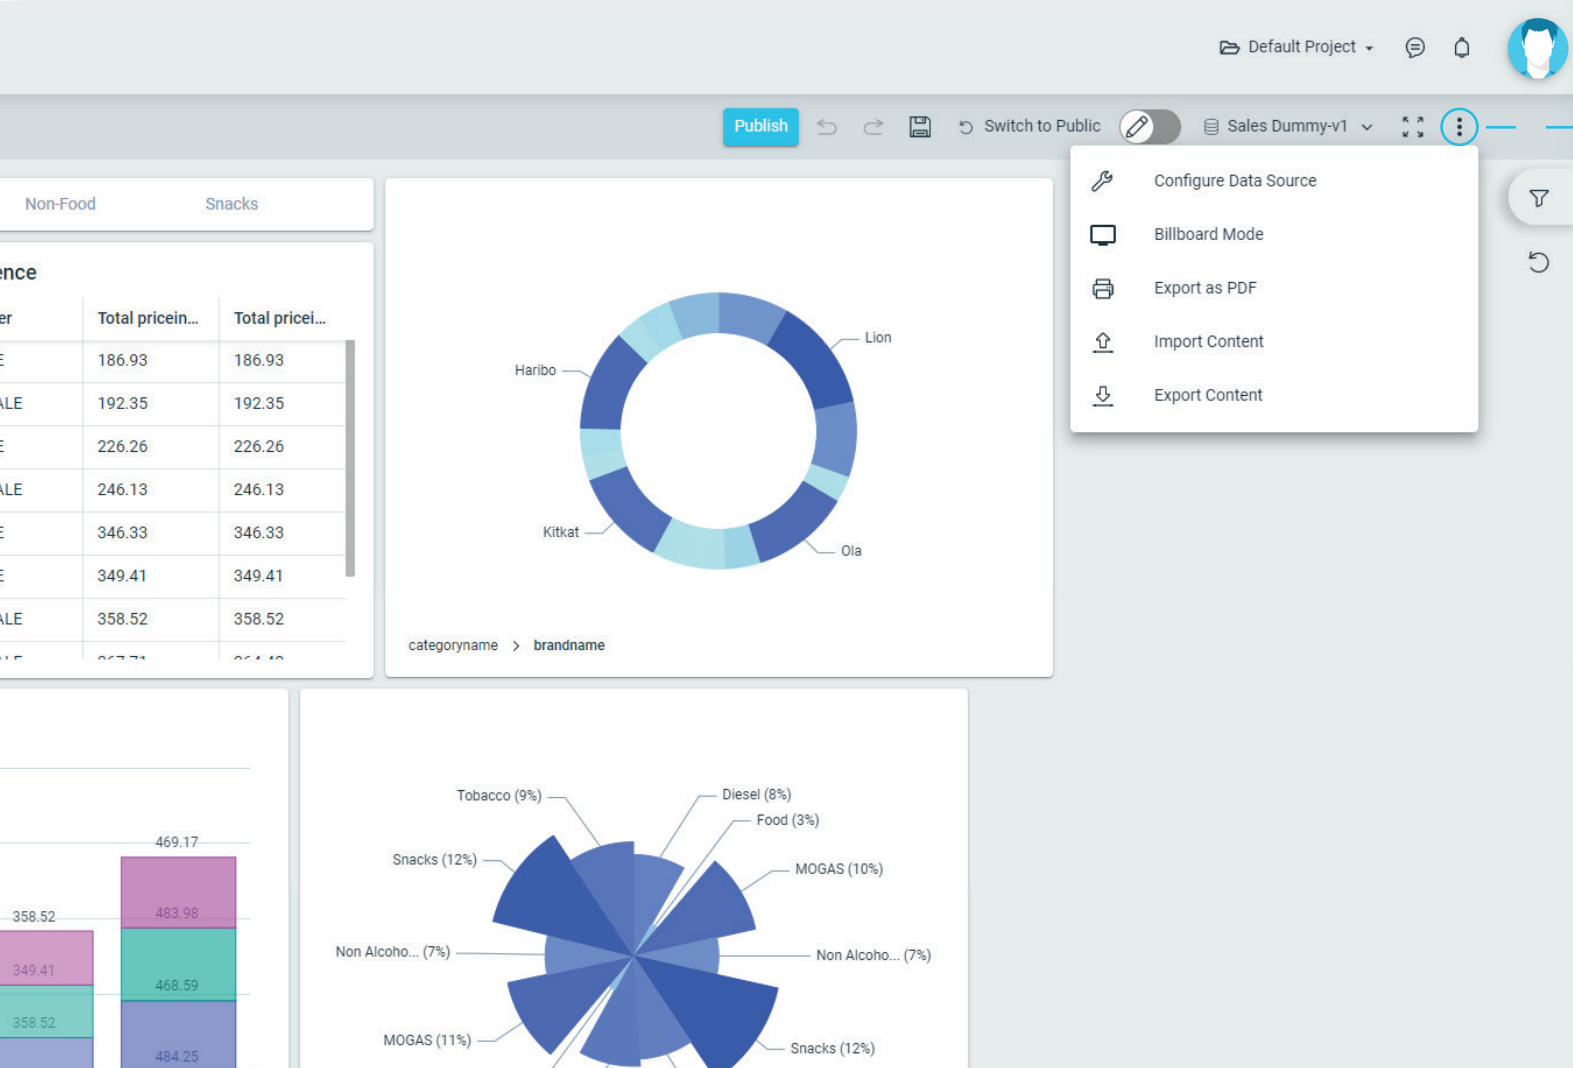 Default Project
Publish
Switch to Public
Sales Dummy-v1
Configure Data Source
Billboard Mode
Export as PDF
Import Content
Export Content
Non-Food
Snacks
ence
er
Total pricein...
Total pricei...
E
186.93
186.93
ALE
192.35
192.35
E
226.26
226.26
ALE
246.13
246.13
E
346.33
346.33
E
349.41
349.41
ALE
358.52
358.52
Lion
Haribo
Kitkat
Ola
categoryname > brandname
469.17
358.52
483.98
349.41
468.59
358.52
484.25
Tobacco (9%)
Diesel (8%)
Food (3%)
Snacks (12%)
MOGAS (10%)
Non Alcoho... (7%)
Non Alcoho... (7%)
MOGAS (11%)
Snacks (12%)